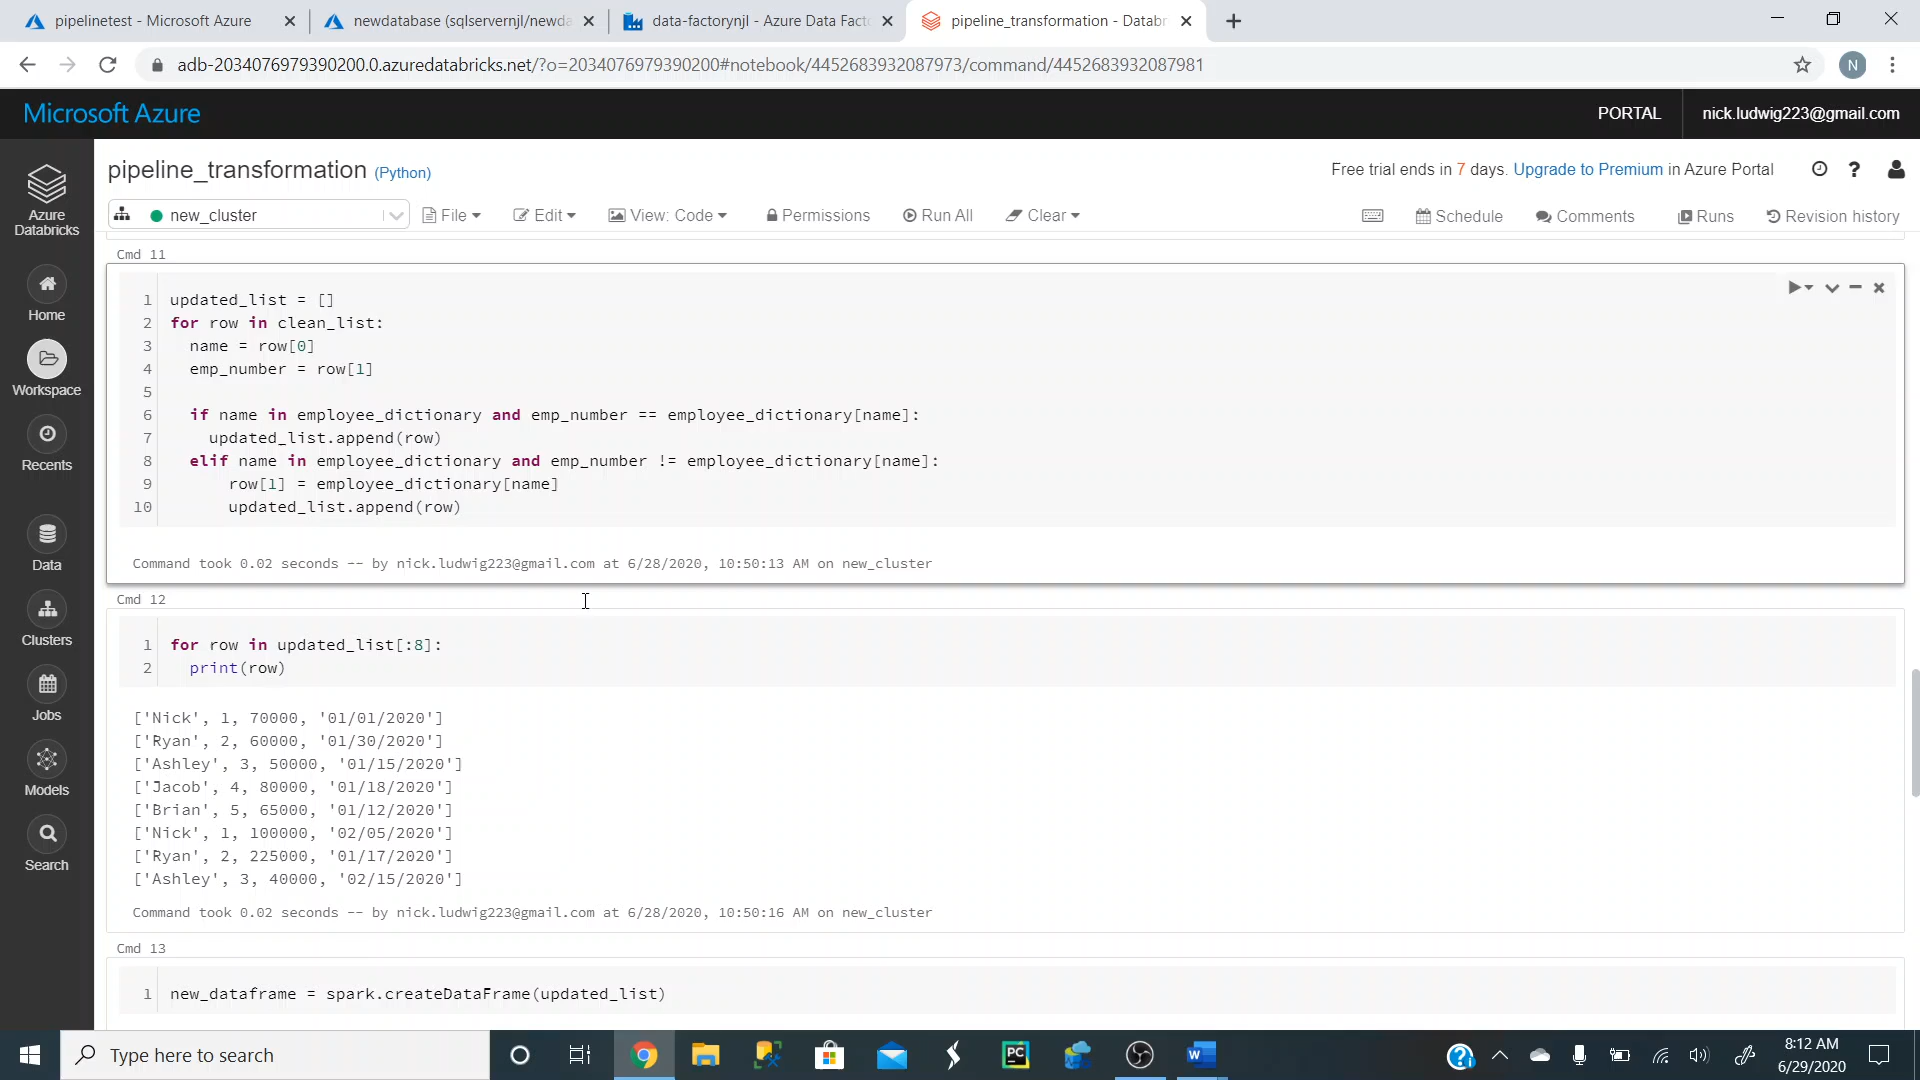 pipelinetest - Microsoft Azure
newdatabase (sqlservernjl/newda
data-factorynjl - Azure Data Fact
pipeline_transformation - Databr
adb-2034076979390200.0.azuredatabricks.net/?o=2034076979390200#notebook/4452683932087973/command/4452683932087981
N
Microsoft Azure
PORTAL
nick.ludwig223@gmail.com
pipeline_transformation (Python)
Free trial ends in 7 days. Upgrade to Premium in Azure Portal
new_cluster
File
Edit
View: Code
Permissions
Run All
Clear
Schedule
Comments
Runs
Revision history
Azure
Databricks
Home
Workspace
Recents
Data
Clusters
Jobs
Models
Search
Cmd 11
1 updated_list = []
2 for row in clean_list:
3 name = row[0]
4 emp_number = row[1]
5
6 if name in employee_dictionary and emp_number == employee_dictionary[name]:
7 updated_list.append(row)
8 elif name in employee_dictionary and emp_number != employee_dictionary[name]:
9 row[1] = employee_dictionary[name]
10 updated_list.append(row)
Command took 0.02 seconds -- by nick.ludwig223@gmail.com at 6/28/2020, 10:50:13 AM on new_cluster
Cmd 12
1 for row in updated_list[:8]:
2 print(row)
['Nick', 1, 70000, '01/01/2020']
['Ryan', 2, 60000, '01/30/2020']
['Ashley', 3, 50000, '01/15/2020']
['Jacob', 4, 80000, '01/18/2020']
['Brian', 5, 65000, '01/12/2020']
['Nick', 1, 100000, '02/05/2020']
['Ryan', 2, 225000, '01/17/2020']
['Ashley', 3, 40000, '02/15/2020']
Command took 0.02 seconds -- by nick.ludwig223@gmail.com at 6/28/2020, 10:50:16 AM on new_cluster
Cmd 13
1 new_dataframe = spark.createDataFrame(updated_list)
Type here to search
PC
W
8:12 AM
6/29/2020